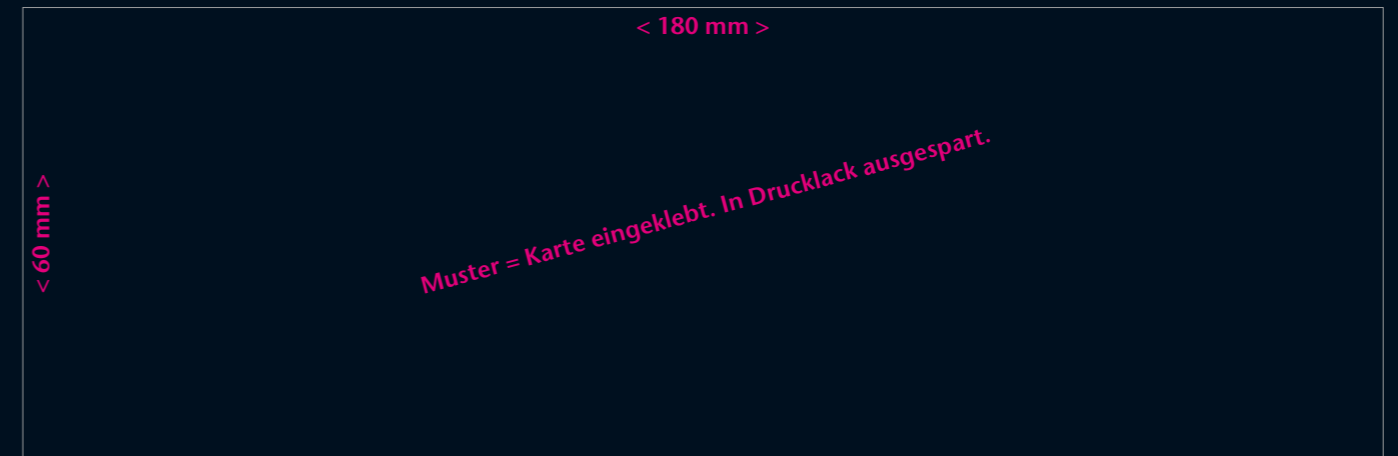 < 180 mm >
< 60 mm >
Muster = Karte eingeklebt. In Drucklack ausgespart.